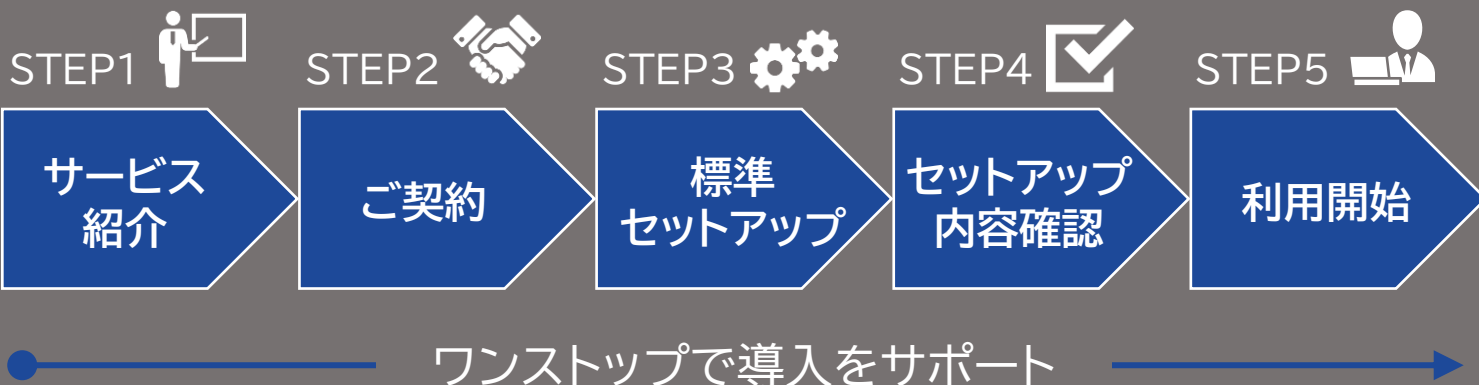 STEP1
STEP2
STEP3
STEP4
STEP5
サービス
紹介
ご契約
標準
セットアップ
セットアップ
内容確認
利用開始
ワンストップで導入をサポート